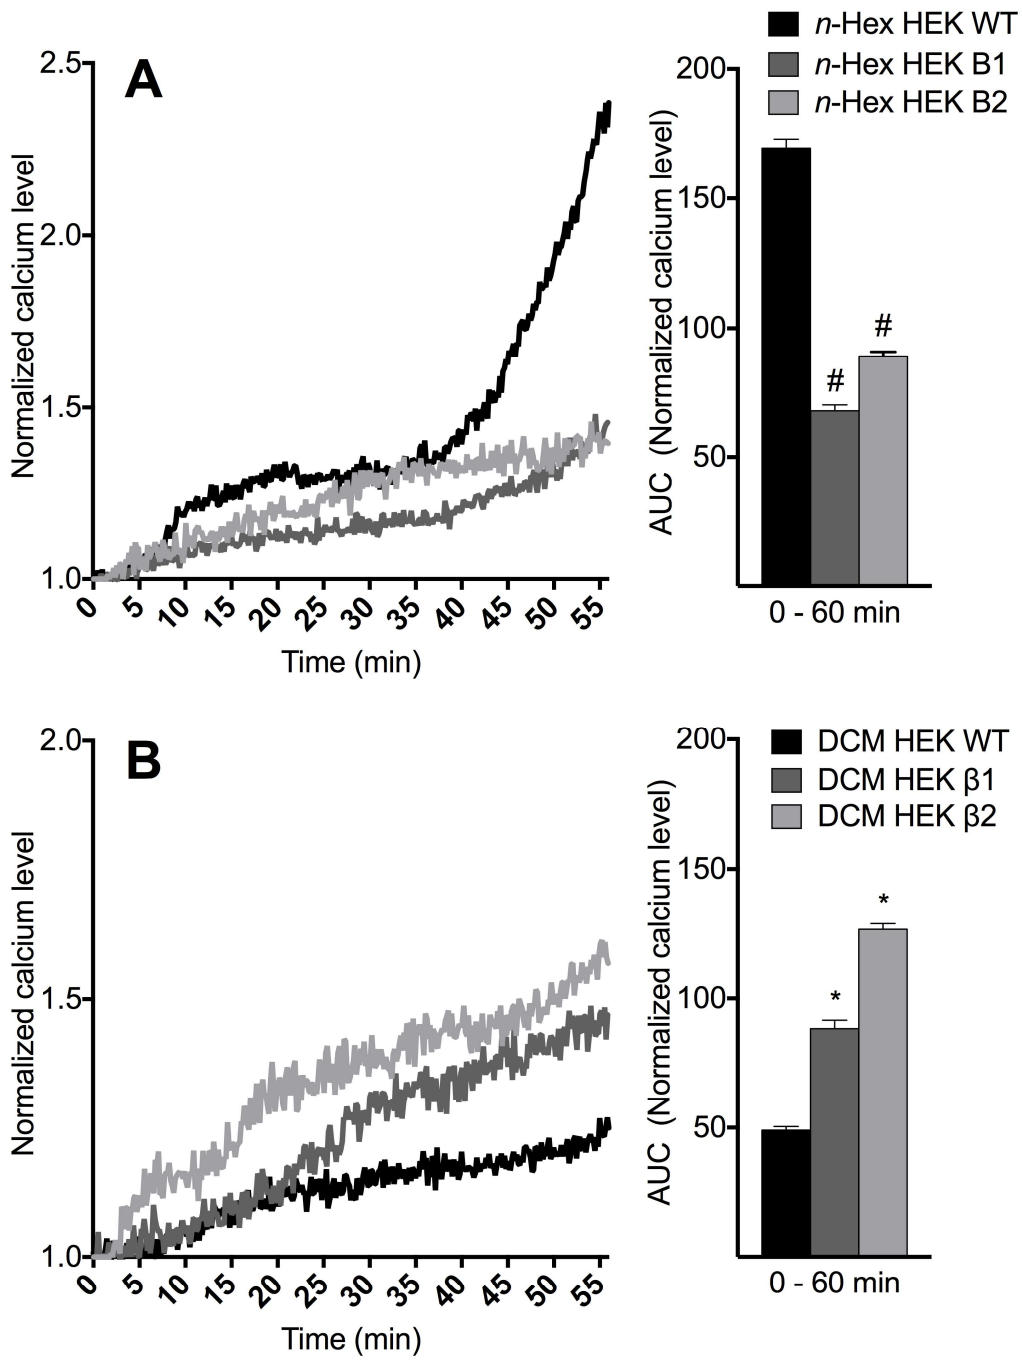 A
Normalized calcium level
2.5
2.0
1.5
1.0
0 5 10 15 20 25 30 35 40 45 50 55
Time (min)
n-Hex HEK WT
n-Hex HEK B1
n-Hex HEK B2
AUC (Normalized calcium level)
200
150
100
50
#
#
0 - 60 min
B
Normalized calcium level
2.0
1.5
1.0
0 5 10 15 20 25 30 35 40 45 50 55
Time (min)
DCM HEK WT
DCM HEK β1
DCM HEK β2
AUC (Normalized calcium level)
200
150
100
50
*
*
0 - 60 min